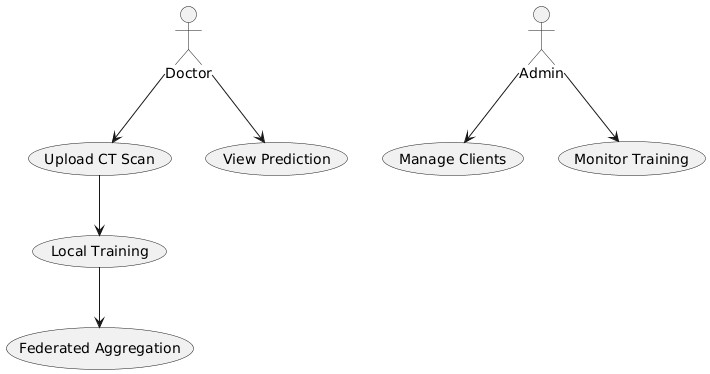 Doctor
Admin
Upload CT Scan
View Prediction
Manage Clients
Monitor Training
Local Training
Federated Aggregation